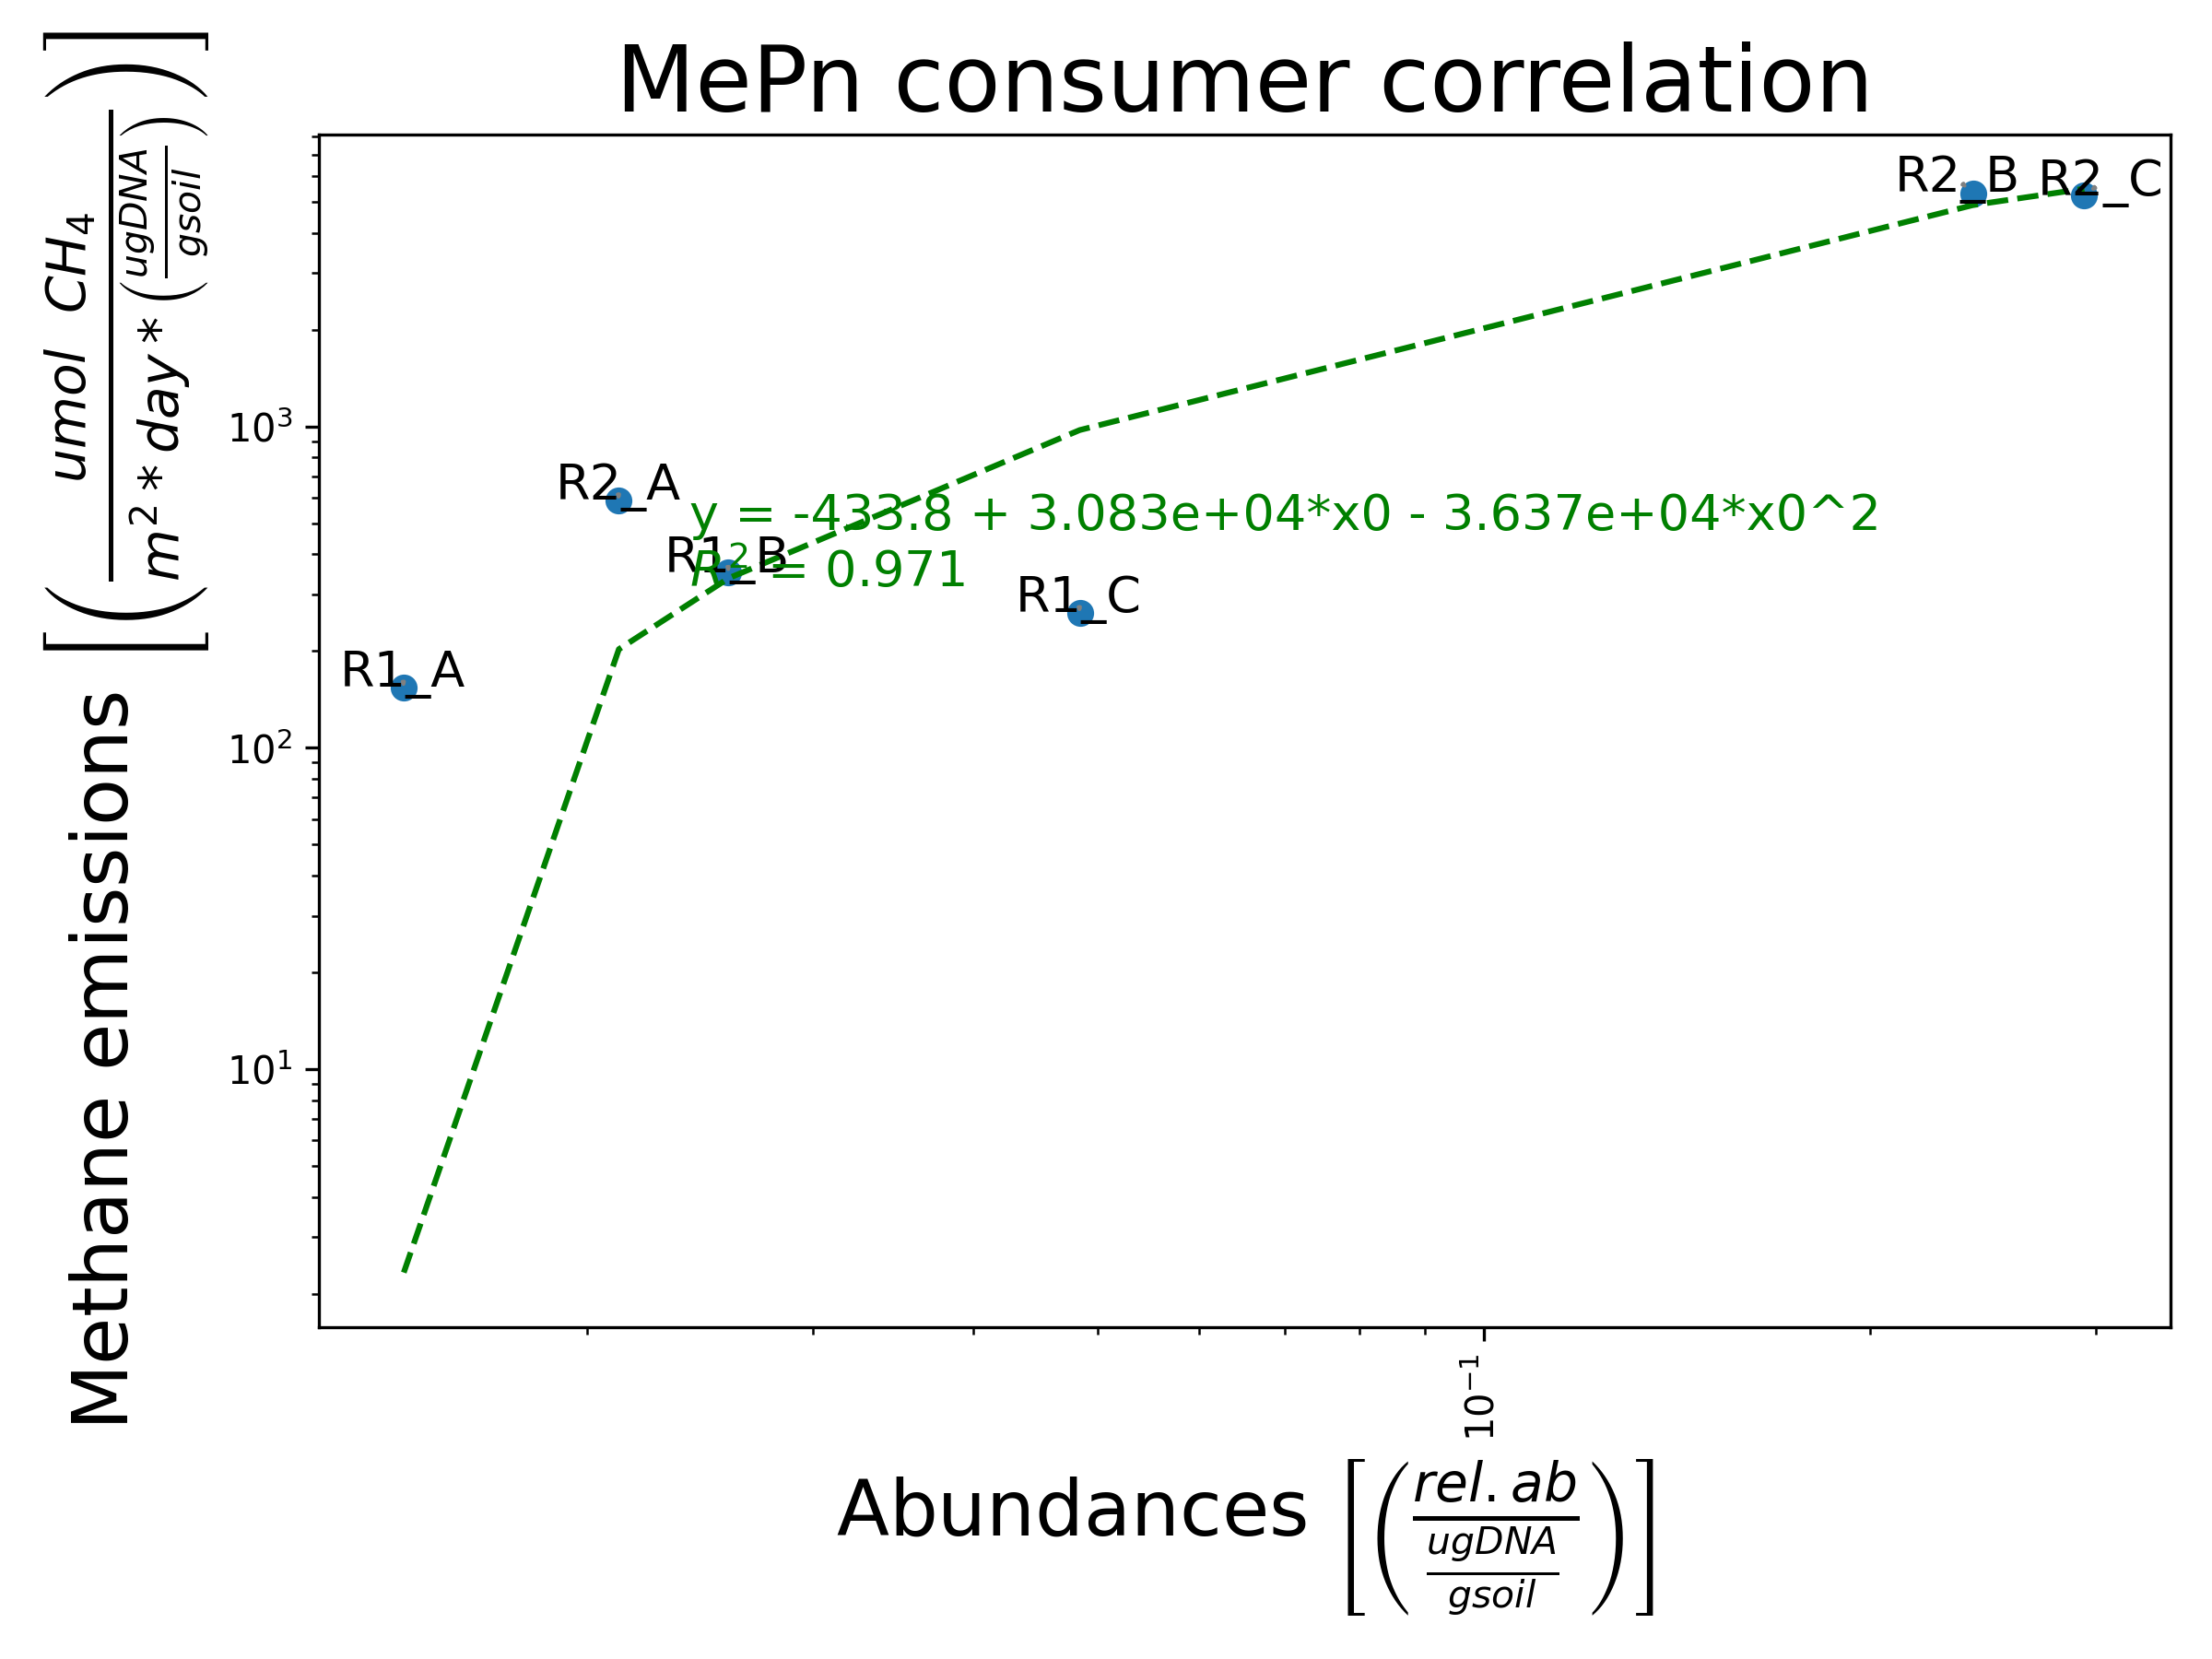 MePn consumer correlation
Methane emissions [(umol CH₄ / m² * day * (ugDNA / gsoil))]
10³
10²
10¹
R2_B
R2_C
R2_A
y = -433.8 + 3.083e+04*x0 - 3.637e+04*x0^2
R1_B
R² = 0.971
R1_C
R1_A
10⁻¹
Abundances [(rel.ab / (ugDNA / gsoil))]